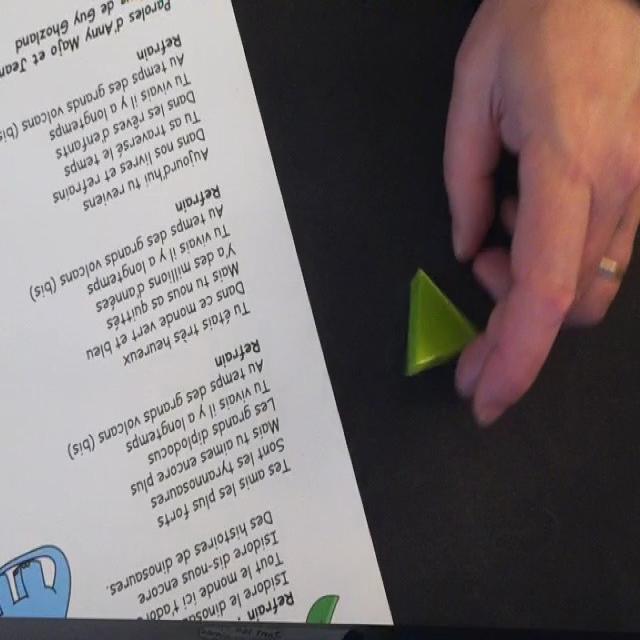 Refrain
Isidore le dinosa
Tout le monde ici t'ador
Isidore dis-nous encore
Des histoires de dinosaures.
Tes amis les plus forts
Sont les tyrannosaures
Mais tu aimes encore plus
Les grands diplodocus
Tu vivais il y a longtemps
Au temps des grands volcans (bis)
Refrain
Tu étais très heureux
Dans ce monde vert et bleu
Mais tu nous as quittés
Y'a des millions d'années
Tu vivais il y a longtemps
Au temps des grands volcans (bis)
Refrain
Aujourd'hui tu reviens
Dans nos livres et refrains
Tu as traversé le temps
Dans les rêves d'enfants
Tu vivais il y a longtemps
Au temps des grands volcans (bis
Refrain
Paroles d'Anny Majo et Jean
de Guy Ghozland